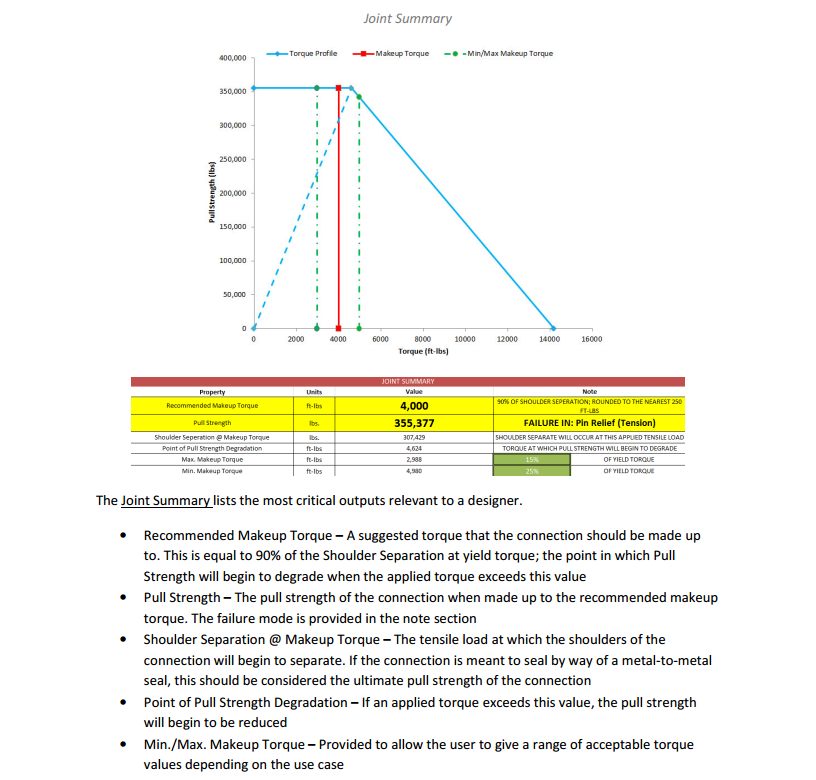 Joint Summary
Torque Profile
Makeup Torque
Min/Max Makeup Torque
400,000
350,000
300,000
250,000
200,000
150,000
100,000
50,000
0
Pull Strength (lbs)
0 2000 4000 6000 8000 10000 12000 14000 16000
Torque (ft-lbs)
JOINT SUMMARY
Property Units Value Note
Recommended Makeup Torque ft-lbs 4,000 90% OF SHOULDER SEPERATION; ROUNDED TO THE NEAREST 250
FT-LBS
Pull Strength lbs. 355,377 FAILURE IN: Pin Relief (Tension)
Shoulder Seperation @ Makeup Torque lbs. 307,429 SHOULDER SEPARATE WILL OCCUR AT THIS APPLIED TENSILE LOAD
Point of Pull Strength Degradation ft-lbs 4,624 TORQUE AT WHICH PULL STRENGTH WILL BEGIN TO DEGRADE
Max. Makeup Torque ft-lbs 2,988 15% OF YIELD TORQUE
Min. Makeup Torque ft-lbs 4,980 25% OF YIELD TORQUE
The Joint Summary lists the most critical outputs relevant to a designer.
• Recommended Makeup Torque – A suggested torque that the connection should be made up
to. This is equal to 90% of the Shoulder Separation at yield torque; the point in which Pull
Strength will begin to degrade when the applied torque exceeds this value
• Pull Strength – The pull strength of the connection when made up to the recommended makeup
torque. The failure mode is provided in the note section
• Shoulder Separation @ Makeup Torque – The tensile load at which the shoulders of the
connection will begin to separate. If the connection is meant to seal by way of a metal-to-metal
seal, this should be considered the ultimate pull strength of the connection
• Point of Pull Strength Degradation – If an applied torque exceeds this value, the pull strength
will begin to be reduced
• Min./Max. Makeup Torque – Provided to allow the user to give a range of acceptable torque
values depending on the use case